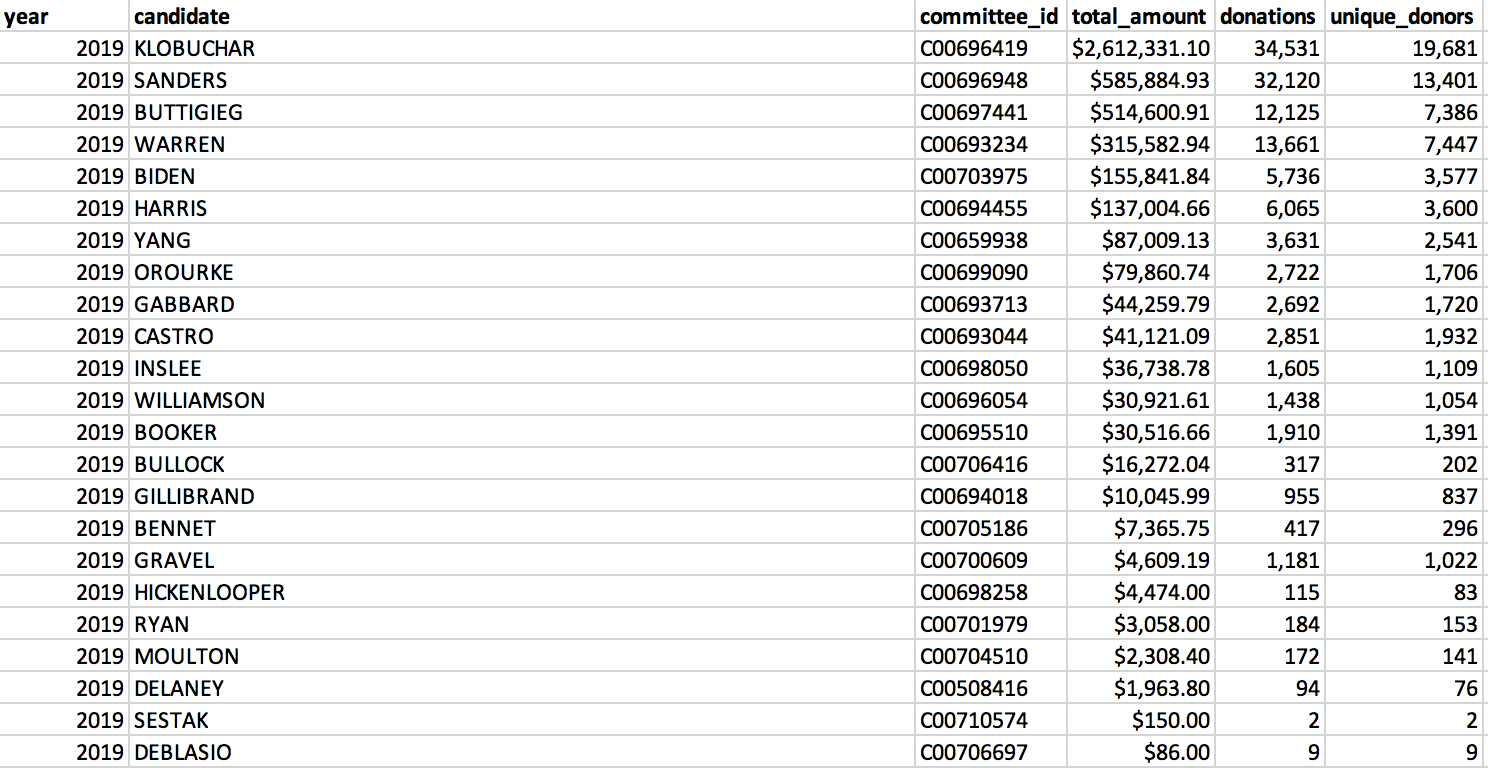 year candidate committee_id total_amount donations unique_donors
2019 KLOBUCHAR C00696419 $2,612,331.10 34,531 19,681
2019 SANDERS C00696948 $585,884.93 32,120 13,401
2019 BUTTIGIEG C00697441 $514,600.91 12,125 7,386
2019 WARREN C00693234 $315,582.94 13,661 7,447
2019 BIDEN C00703975 $155,841.84 5,736 3,577
2019 HARRIS C00694455 $137,004.66 6,065 3,600
2019 YANG C00659938 $87,009.13 3,631 2,541
2019 OROURKE C00699090 $79,860.74 2,722 1,706
2019 GABBARD C00693713 $44,259.79 2,692 1,720
2019 CASTRO C00693044 $41,121.09 2,851 1,932
2019 INSLEE C00698050 $36,738.78 1,605 1,109
2019 WILLIAMSON C00696054 $30,921.61 1,438 1,054
2019 BOOKER C00695510 $30,516.66 1,910 1,391
2019 BULLOCK C00706416 $16,272.04 317 202
2019 GILLIBRAND C00694018 $10,045.99 955 837
2019 BENNET C00705186 $7,365.75 417 296
2019 GRAVEL C00700609 $4,609.19 1,181 1,022
2019 HICKENLOOPER C00698258 $4,474.00 115 83
2019 RYAN C00701979 $3,058.00 184 153
2019 MOULTON C00704510 $2,308.40 172 141
2019 DELANEY C00508416 $1,963.80 94 76
2019 SESTAK C00710574 $150.00 2 2
2019 DEBLASIO C00706697 $86.00 9 9